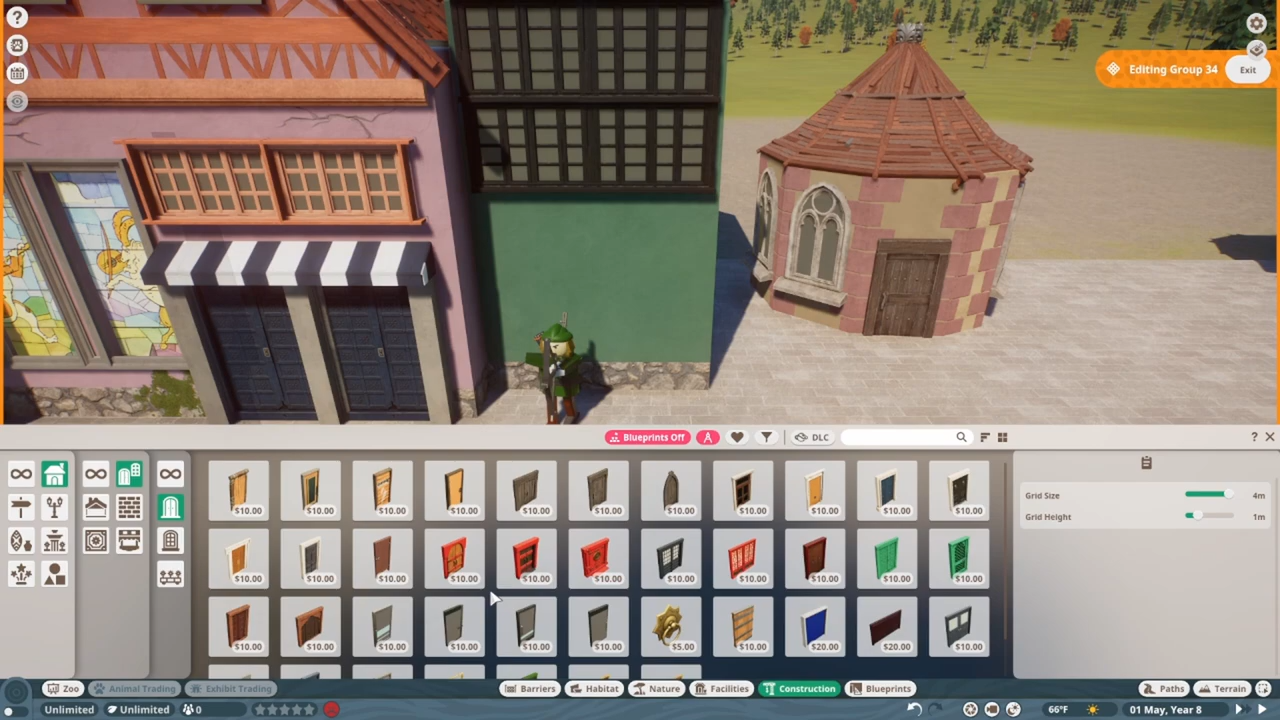 ?
Editing Group 34 Exit
Blueprints Off DLC ? ×
$10.00 $10.00 $10.00 $10.00 $10.00 $10.00 $10.00 $10.00 $10.00 $10.00 $10.00
Grid Size 4m
Grid Height 1m
$10.00 $10.00 $10.00 $10.00 $10.00 $10.00 $10.00 $10.00 $10.00 $10.00 $10.00
$10.00 $10.00 $10.00 $10.00 $10.00 $10.00 $5.00 $10.00 $20.00 $20.00 $10.00
Zoo Animal Trading Exhibit Trading Barriers Habitat Nature Facilities Construction Blueprints Paths Terrain
Unlimited Unlimited 0 66°F 01 May, Year 8